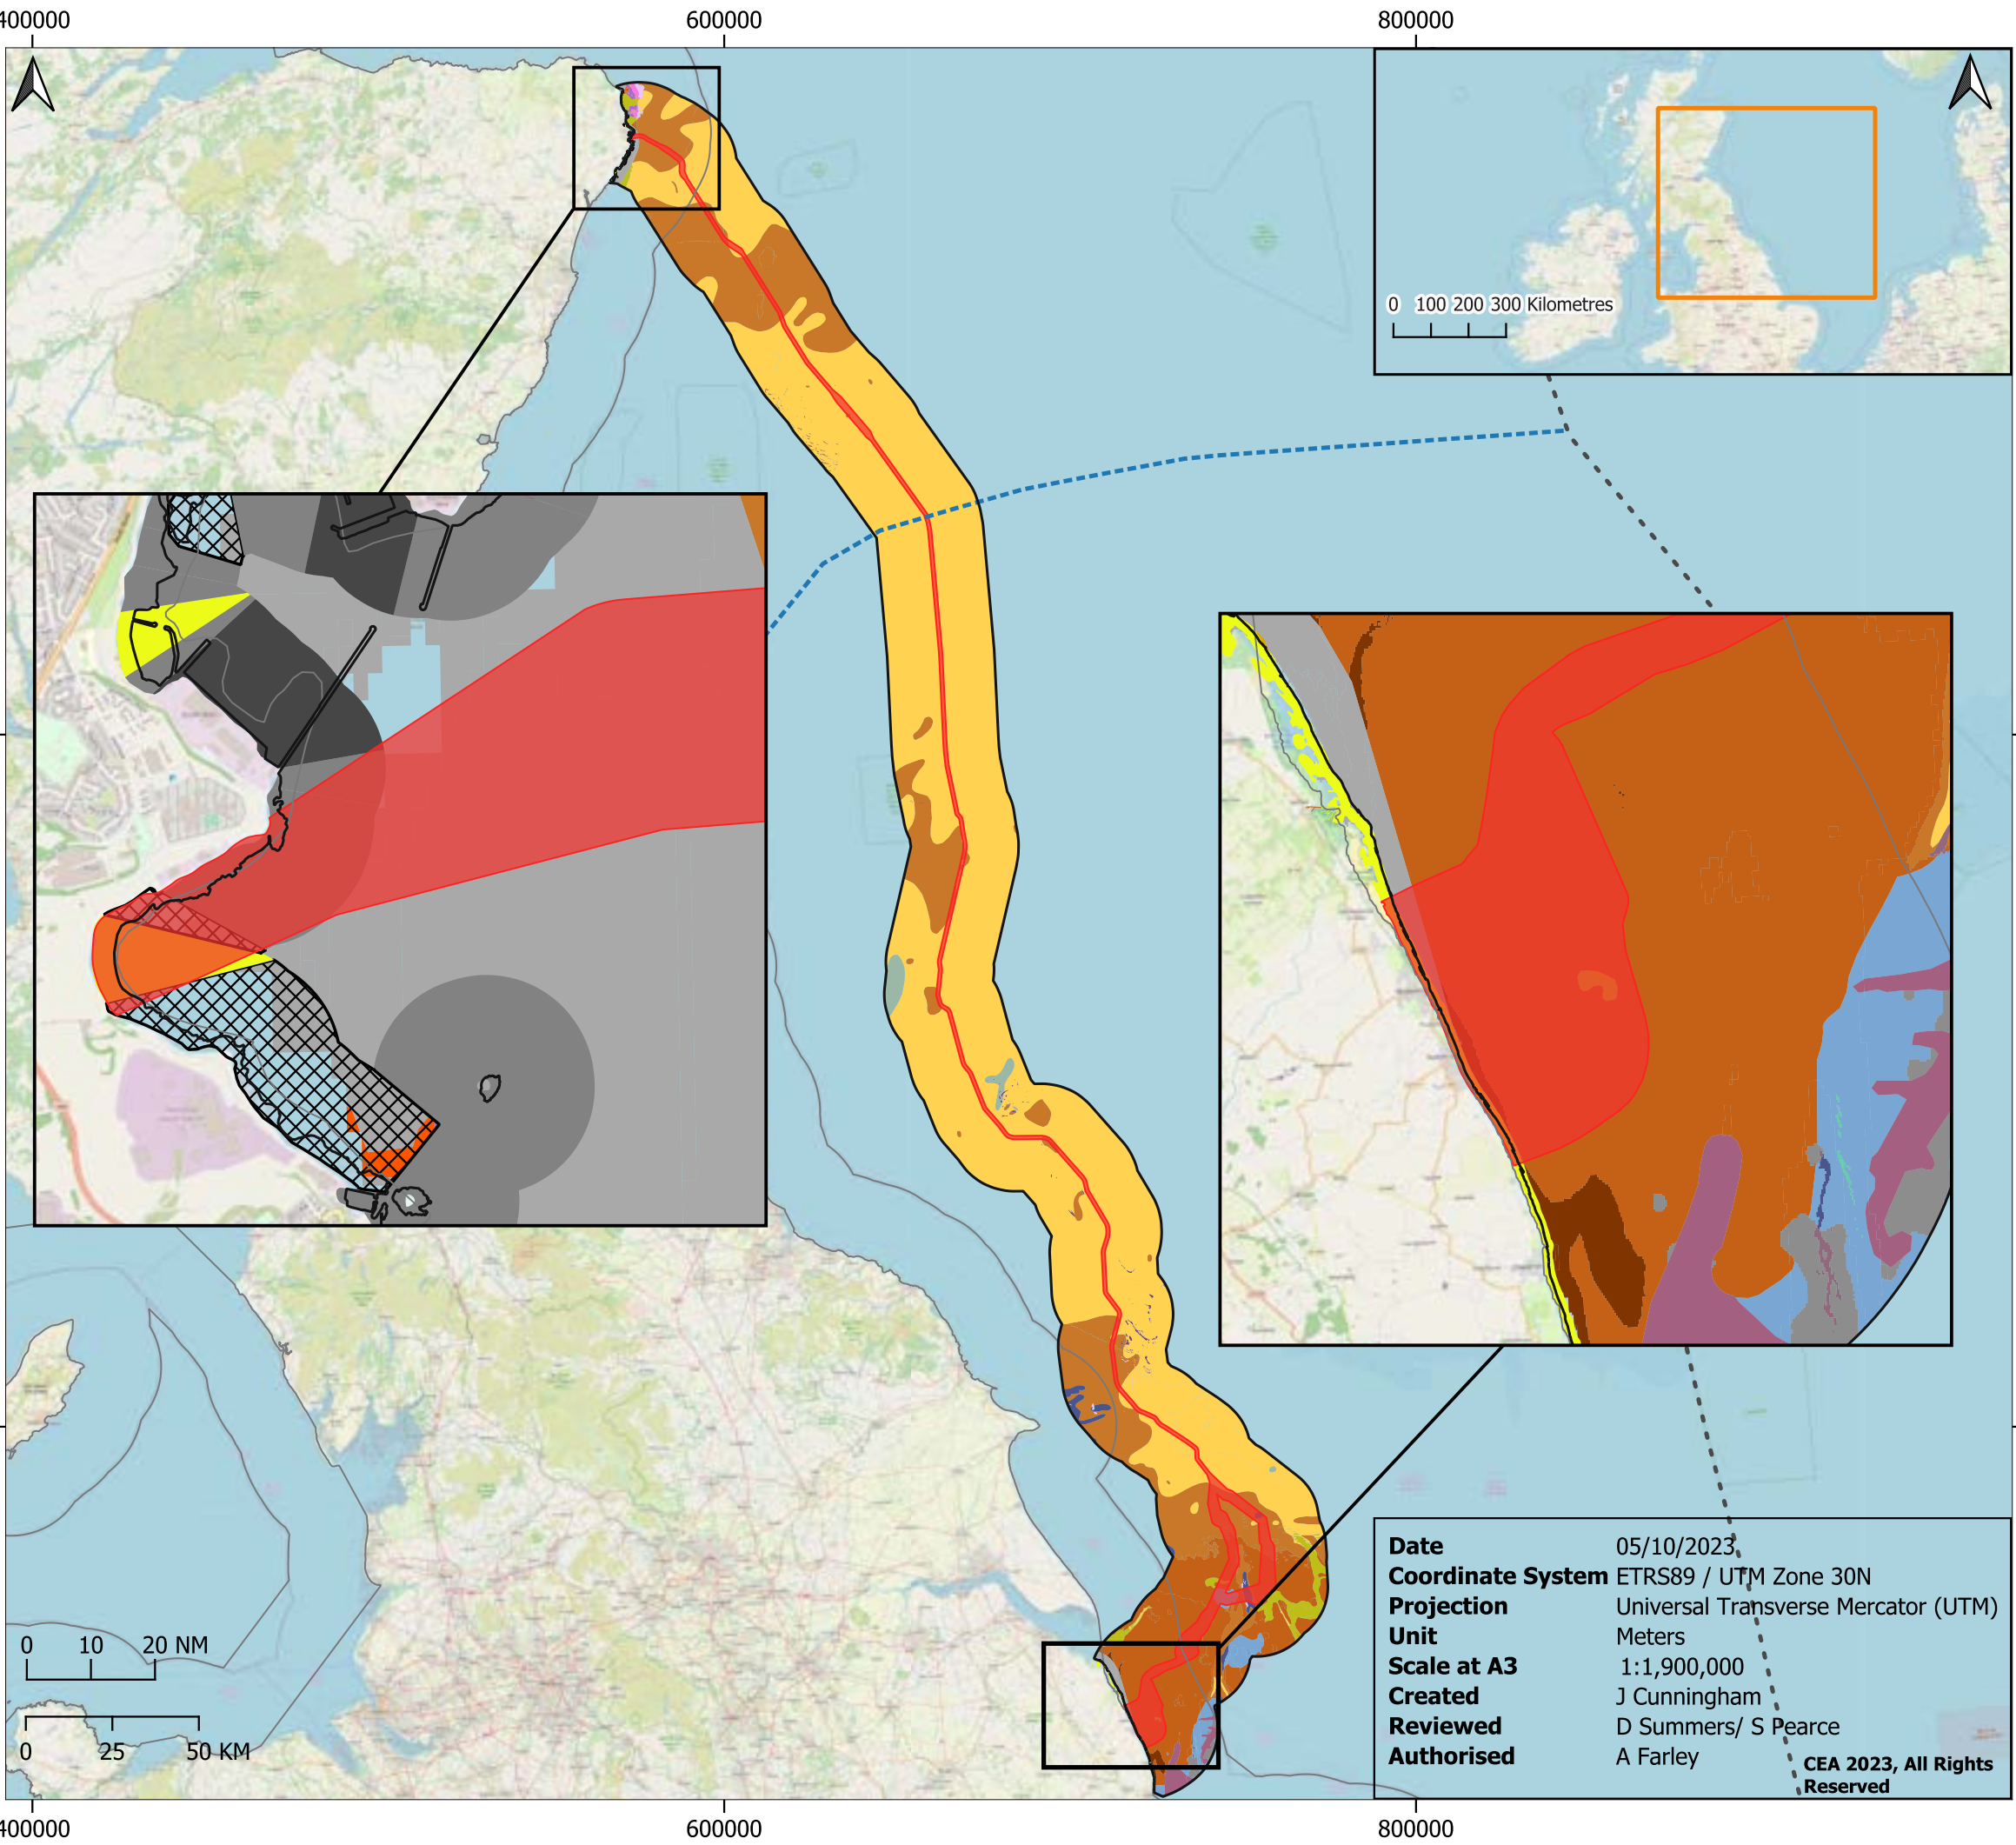 400000 600000 800000
0 100 200 300 Kilometres
Date 05/10/2023
Coordinate System ETRS89 / UTM Zone 30N
Projection Universal Transverse Mercator (UTM)
Unit Meters
Scale at A3 1:1,900,000
Created J Cunningham
Reviewed D Summers/ S Pearce
Authorised A Farley
CEA 2023, All Rights
Reserved
0 10 20 NM
0 25 50 KM
400000 600000 800000